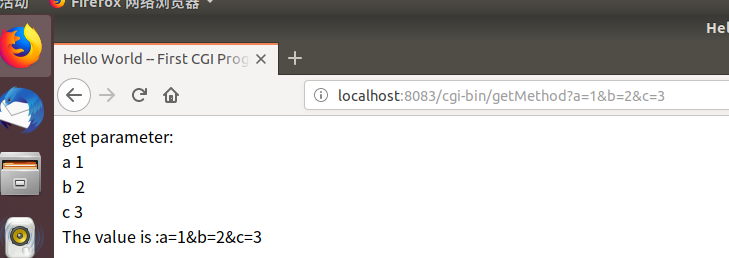 活动 Firefox 网络浏览器
Hel
Hello World – First CGI Prog
localhost:8083/cgi-bin/getMethod?a=1&b=2&c=3
get parameter:
a 1
b 2
c 3
The value is :a=1&b=2&c=3